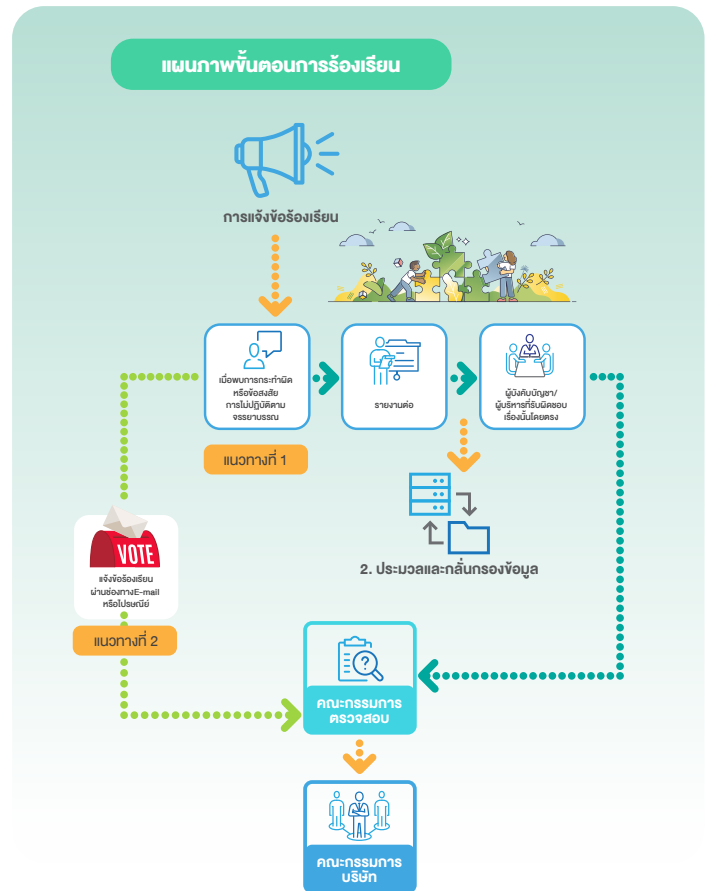 แผนภาพขั้นตอนการร้องเรียน
การแจ้งข้อร้องเรียน
เมื่อพบการกระทำผิด
หรือข้อสงสัย
การไม่ปฏิบัติตาม
จรรยาบรรณ
รายงานต่อ
ผู้บังคับบัญชา/
ผู้บริหารที่รับผิดชอบ
เรื่องนั้นโดยตรง
แนวทางที่ 1
2. ประมวลและกลั่นกรองข้อมูล
VOTE
แจ้งข้อร้องเรียน
ผ่านช่องทางE-mail
หรือไปรษณีย์
แนวทางที่ 2
คณะกรรมการ
ตรวจสอบ
คณะกรรมการ
บริษัท